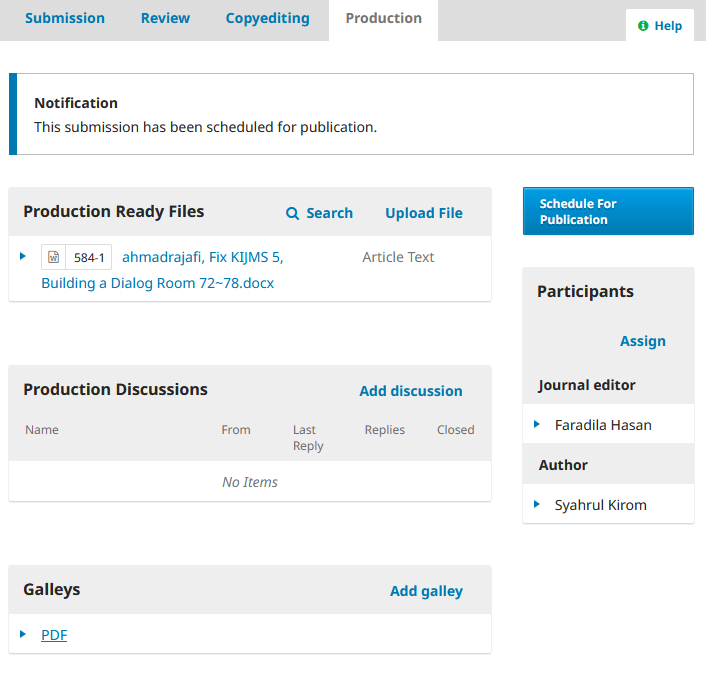 Submission Review Copyediting Production
Help
Notification
This submission has been scheduled for publication.
Production Ready Files Search Upload File
584-1 ahmadrajafi, Fix KIJMS 5, Article Text
Building a Dialog Room 72~78.docx
Schedule For
Publication
Participants
Assign
Journal editor
Faradila Hasan
Author
Syahrul Kirom
Production Discussions Add discussion
Name From Last Replies Closed
Reply
No Items
Galleys Add galley
PDF